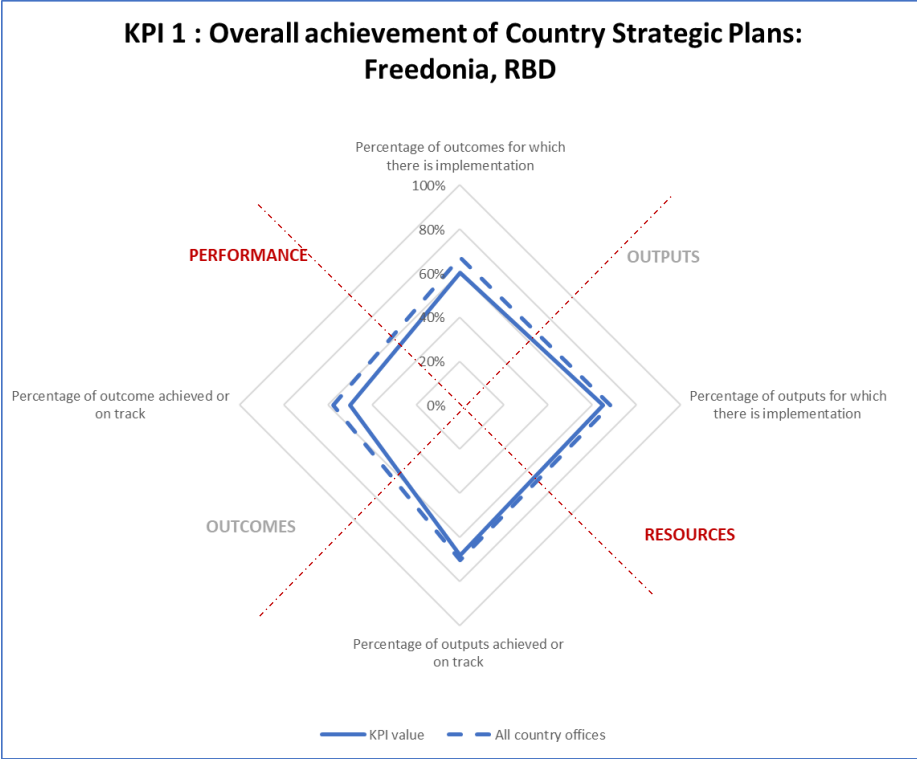 KPI 1 : Overall achievement of Country Strategic Plans:
Freedonia, RBD
Percentage of outcomes for which
there is implementation
100%
80%
PERFORMANCE
OUTPUTS
60%
40%
20%
Percentage of outcome achieved or
on track
0%
Percentage of outputs for which
there is implementation
OUTCOMES
RESOURCES
Percentage of outputs achieved or
on track
KPI value
All country offices